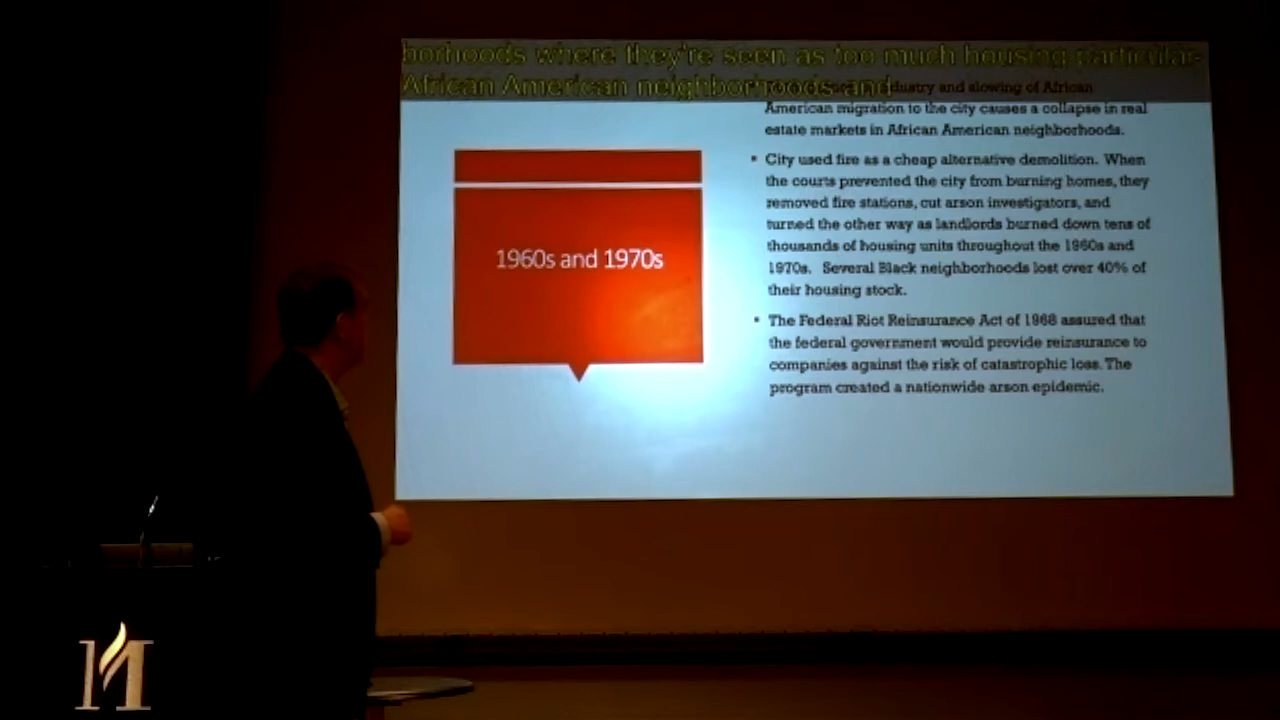 borhoods where they're seen as too much housing particular-
African American neighborhoods and
dustry and slowing of African
American migration to the city causes a collapse in real
estate markets in African American neighborhoods.
1960s and 1970s
▪ City used fire as a cheap alternative demolition. When
the courts prevented the city from burning homes, they
removed fire stations, cut arson investigators, and
turned the other way as landlords burned down tens of
thousands of housing units throughout the 1960s and
1970s. Several Black neighborhoods lost over 40% of
their housing stock.
▪ The Federal Riot Reinsurance Act of 1968 assured that
the federal government would provide reinsurance to
companies against the risk of catastrophic loss. The
program created a nationwide arson epidemic.